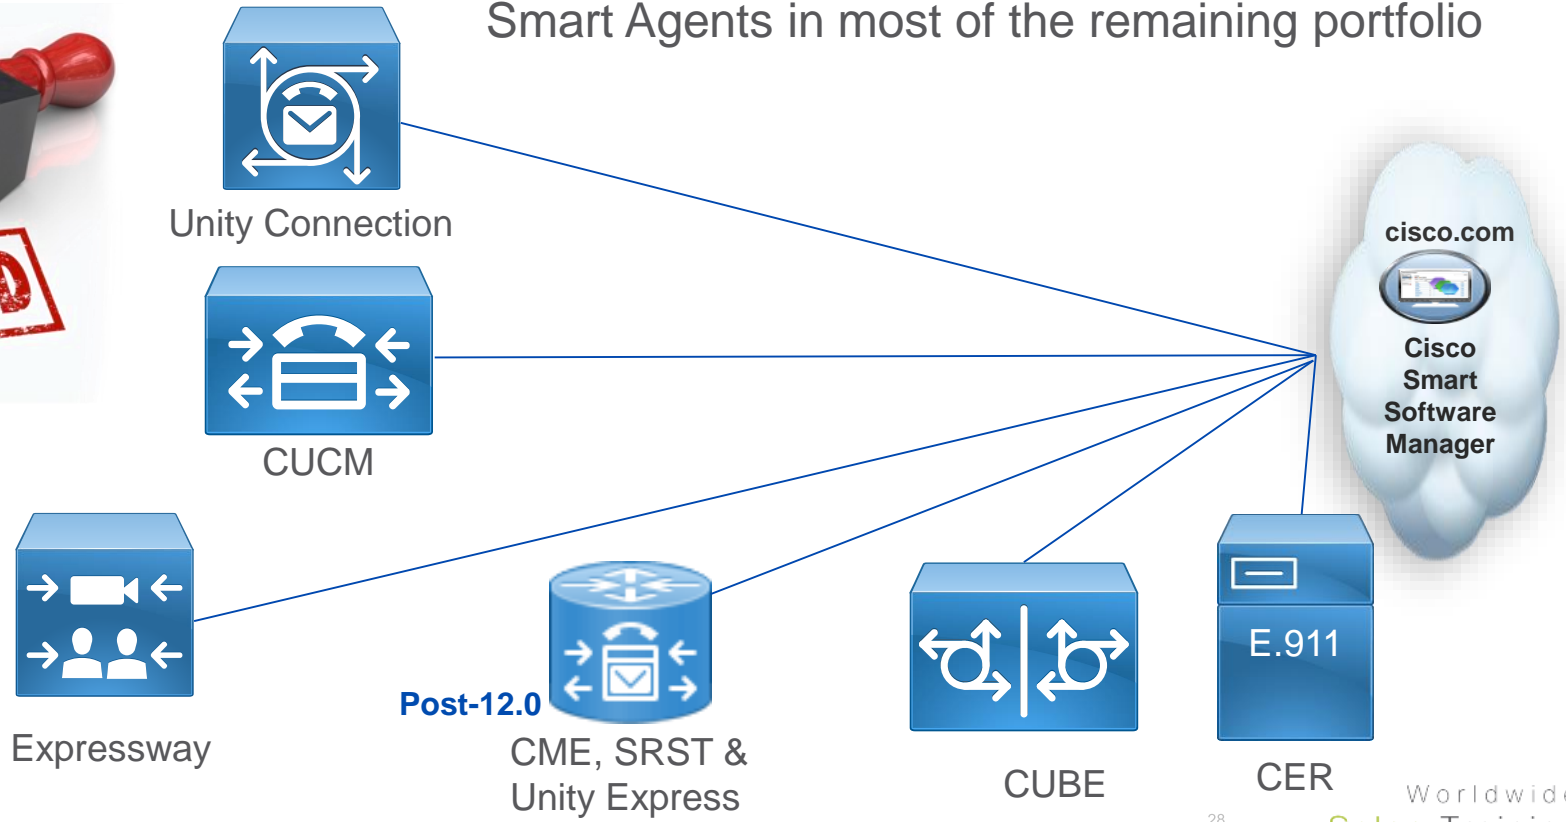 Smart Agents in most of the remaining portfolio
Unity Connection
cisco.com
Cisco
Smart
Software
Manager
CUCM
E.911
Post-12.0
Expressway
CME, SRST &
Unity Express
CUBE
CER
Worldwide
28